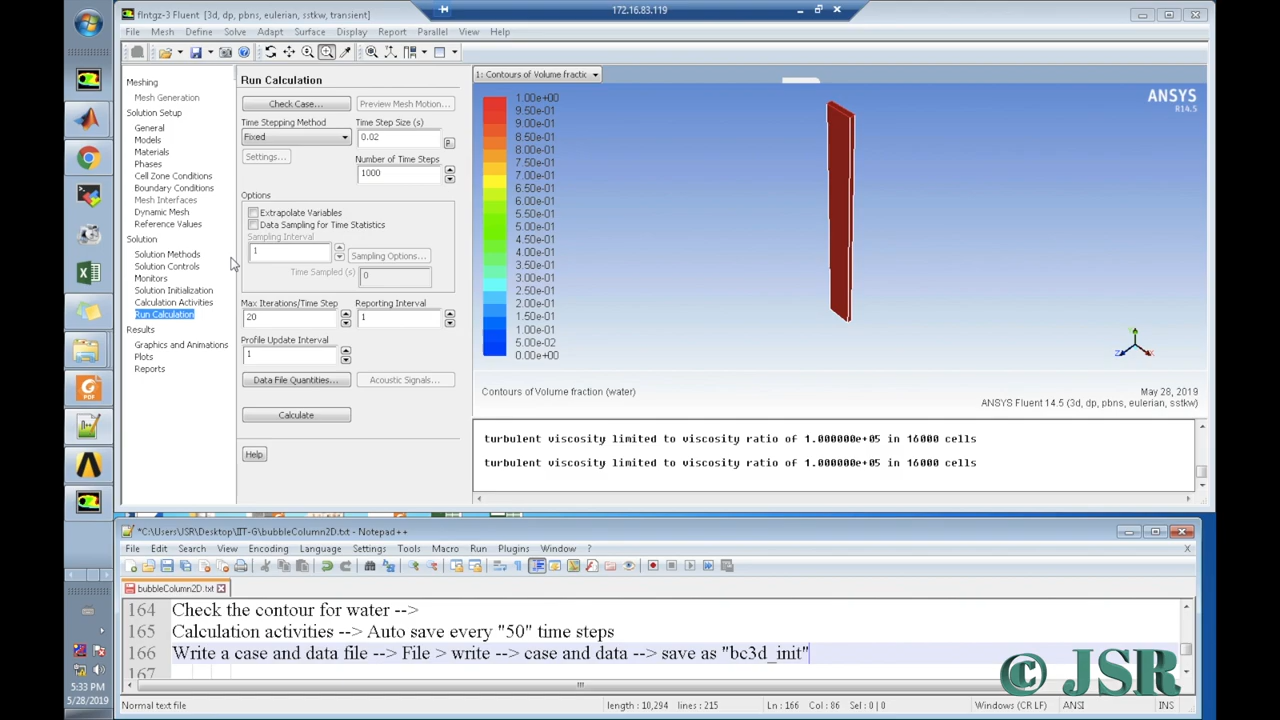 flntgz-3 Fluent [3d, dp, pbns, eulerian, sstkw, transient]
172.16.83.119
File Mesh Define Solve Adapt Surface Display Report Parallel View Help
Meshing
Mesh Generation
Solution Setup
General
Models
Materials
Phases
Cell Zone Conditions
Boundary Conditions
Mesh Interfaces
Dynamic Mesh
Reference Values
Solution
Solution Methods
Solution Controls
Monitors
Solution Initialization
Calculation Activities
Run Calculation
Results
Graphics and Animations
Plots
Reports
Run Calculation
Check Case... Preview Mesh Motion...
Time Stepping Method Time Step Size (s)
Fixed 0.02
Settings... Number of Time Steps
1000
Options
Extrapolate Variables
Data Sampling for Time Statistics
Sampling Interval
1 Sampling Options...
Time Sampled (s) 0
Max Iterations/Time Step Reporting Interval
20 1
Profile Update Interval
1
Data File Quantities... Acoustic Signals...
Calculate
Help
1: Contours of Volume fractic
1.00e+00
9.50e-01
9.00e-01
8.50e-01
8.00e-01
7.50e-01
7.00e-01
6.50e-01
6.00e-01
5.50e-01
5.00e-01
4.50e-01
4.00e-01
3.50e-01
3.00e-01
2.50e-01
2.00e-01
1.50e-01
1.00e-01
5.00e-02
0.00e+00
ANSYS
R14.5
Y
Z X
Contours of Volume fraction (water) May 28, 2019
ANSYS Fluent 14.5 (3d, dp, pbns, eulerian, sstkw)
turbulent viscosity limited to viscosity ratio of 1.000000e+05 in 16000 cells
turbulent viscosity limited to viscosity ratio of 1.000000e+05 in 16000 cells
*C:\Users\JSR\Desktop\IIT-G\bubbleColumn2D.txt - Notepad++
File Edit Search View Encoding Language Settings Tools Macro Run Plugins Window ? X
bubbleColumn2D.txt
164 Check the contour for water -->
165 Calculation activities --> Auto save every "50" time steps
166 Write a case and data file --> File > write --> case and data --> save as "bc3d_init"
167
Normal text file length : 10,294 lines : 215 Ln : 166 Col : 86 Sel : 0 | 0 Windows (CR LF) ANSI INS
5:33 PM
5/28/2019
PDF
© JSR